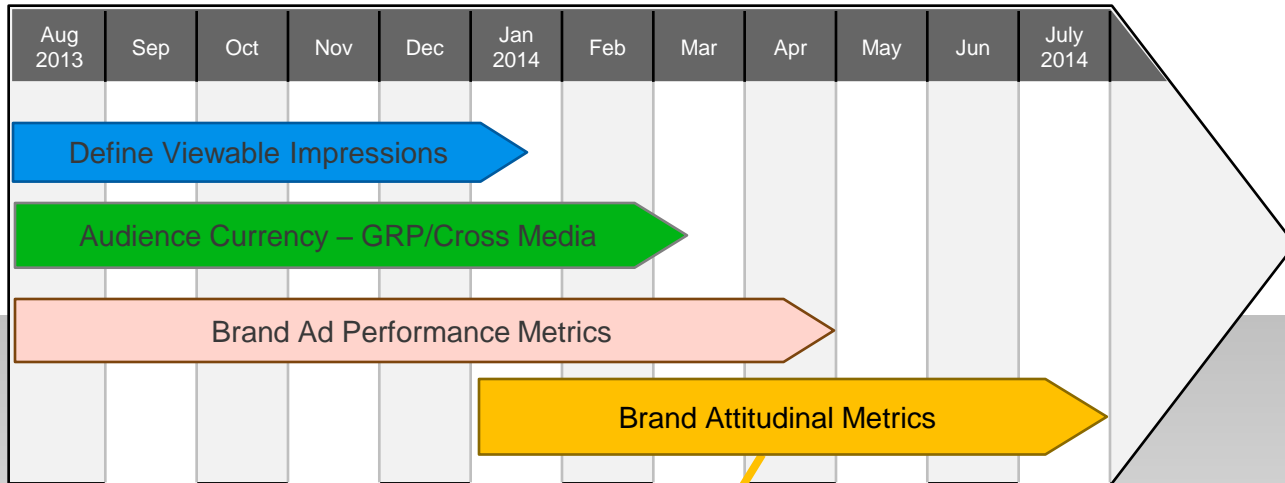 Aug 2013 Sep Oct Nov Dec Jan 2014 Feb Mar Apr May Jun July 2014
Define Viewable Impressions
Audience Currency – GRP/Cross Media
Brand Ad Performance Metrics
Brand Attitudinal Metrics